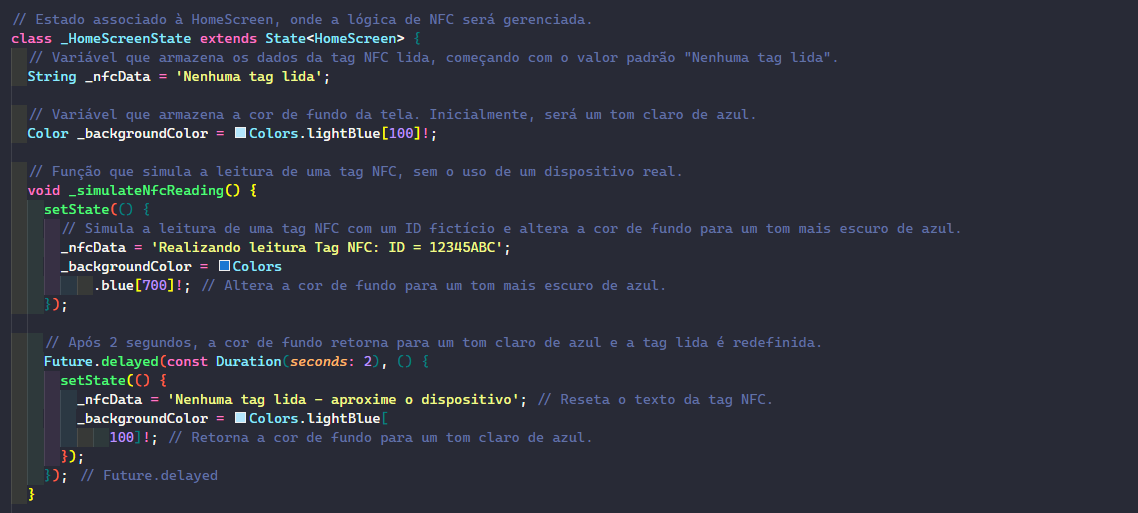 // Estado associado à HomeScreen, onde a lógica de NFC será gerenciada.
class _HomeScreenState extends State<HomeScreen> {
// Variável que armazena os dados da tag NFC lida, começando com o valor padrão "Nenhuma tag lida".
String _nfcData = 'Nenhuma tag lida';
// Variável que armazena a cor de fundo da tela. Inicialmente, será um tom claro de azul.
Color _backgroundColor = Colors.lightBlue[100]!;
// Função que simula a leitura de uma tag NFC, sem o uso de um dispositivo real.
void _simulateNfcReading() {
setState(() {
// Simula a leitura de uma tag NFC com um ID fictício e altera a cor de fundo para um tom mais escuro de azul.
_nfcData = 'Realizando leitura Tag NFC: ID = 12345ABC';
_backgroundColor = Colors
.blue[700]!; // Altera a cor de fundo para um tom mais escuro de azul.
});
// Após 2 segundos, a cor de fundo retorna para um tom claro de azul e a tag lida é redefinida.
Future.delayed(const Duration(seconds: 2), () {
setState(() {
_nfcData = 'Nenhuma tag lida - aproxime o dispositivo'; // Reseta o texto da tag NFC.
_backgroundColor = Colors.lightBlue[
100]!; // Retorna a cor de fundo para um tom claro de azul.
});
}); // Future.delayed
}